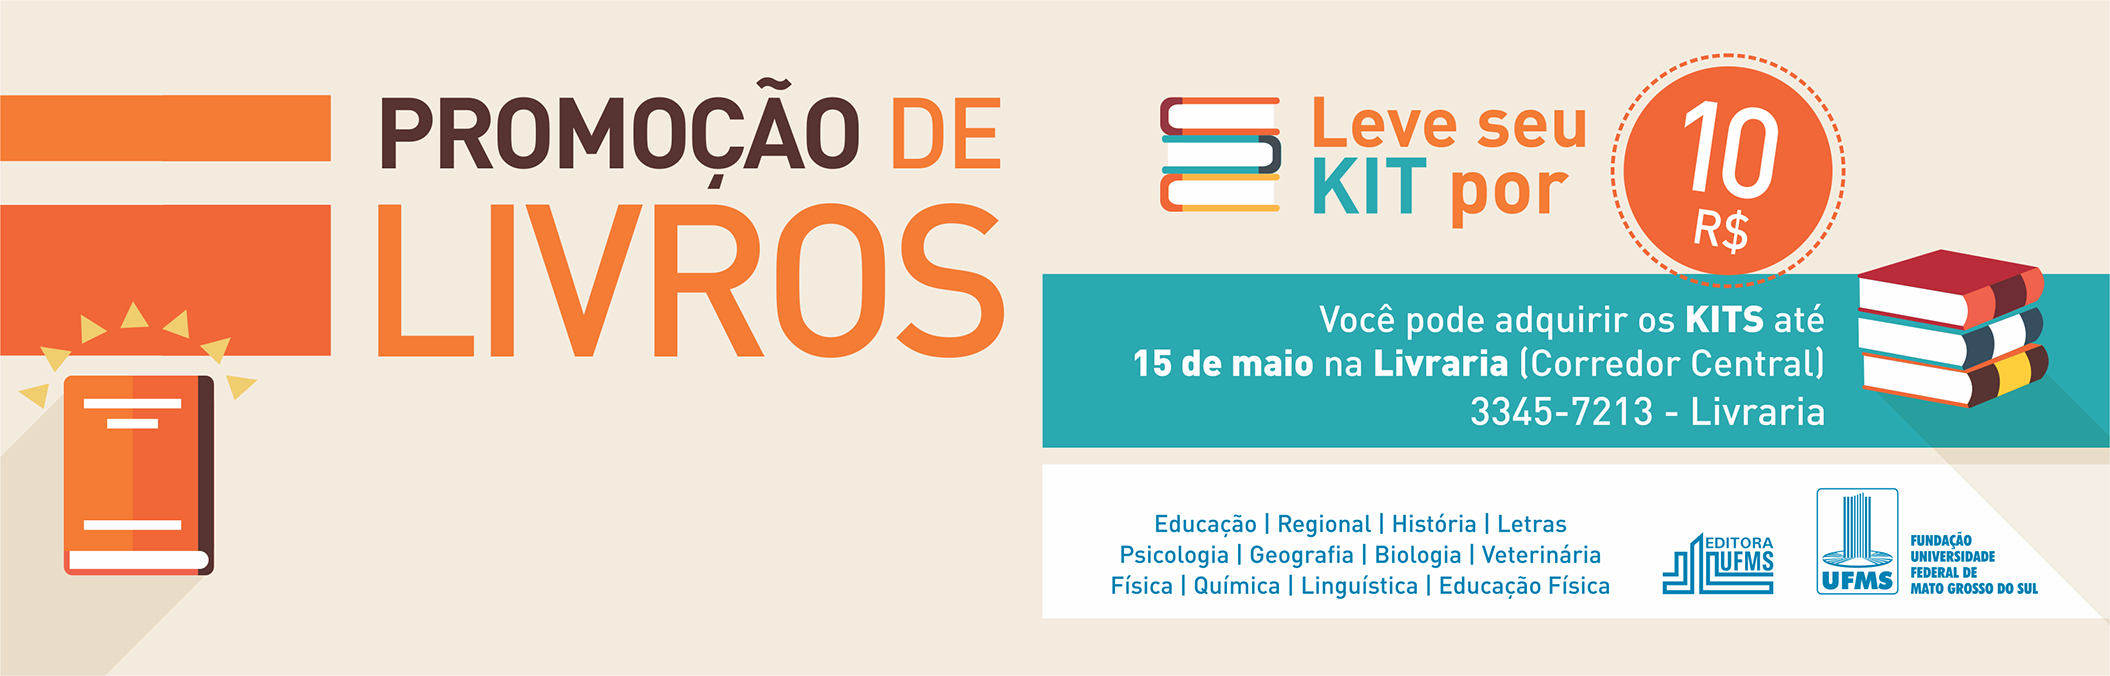 PROMOÇÃO DE
LIVROS
Leve seu
KIT por
10
R$
Você pode adquirir os KITS até
15 de maio na Livraria (Corredor Central)
3345-7213 - Livraria
Educação | Regional | História | Letras
Psicologia | Geografia | Biologia | Veterinária
Física | Química | Linguística | Educação Física
EDITORA
UFMS
UFMS
FUNDAÇÃO
UNIVERSIDADE
FEDERAL DE
MATO GROSSO DO SUL